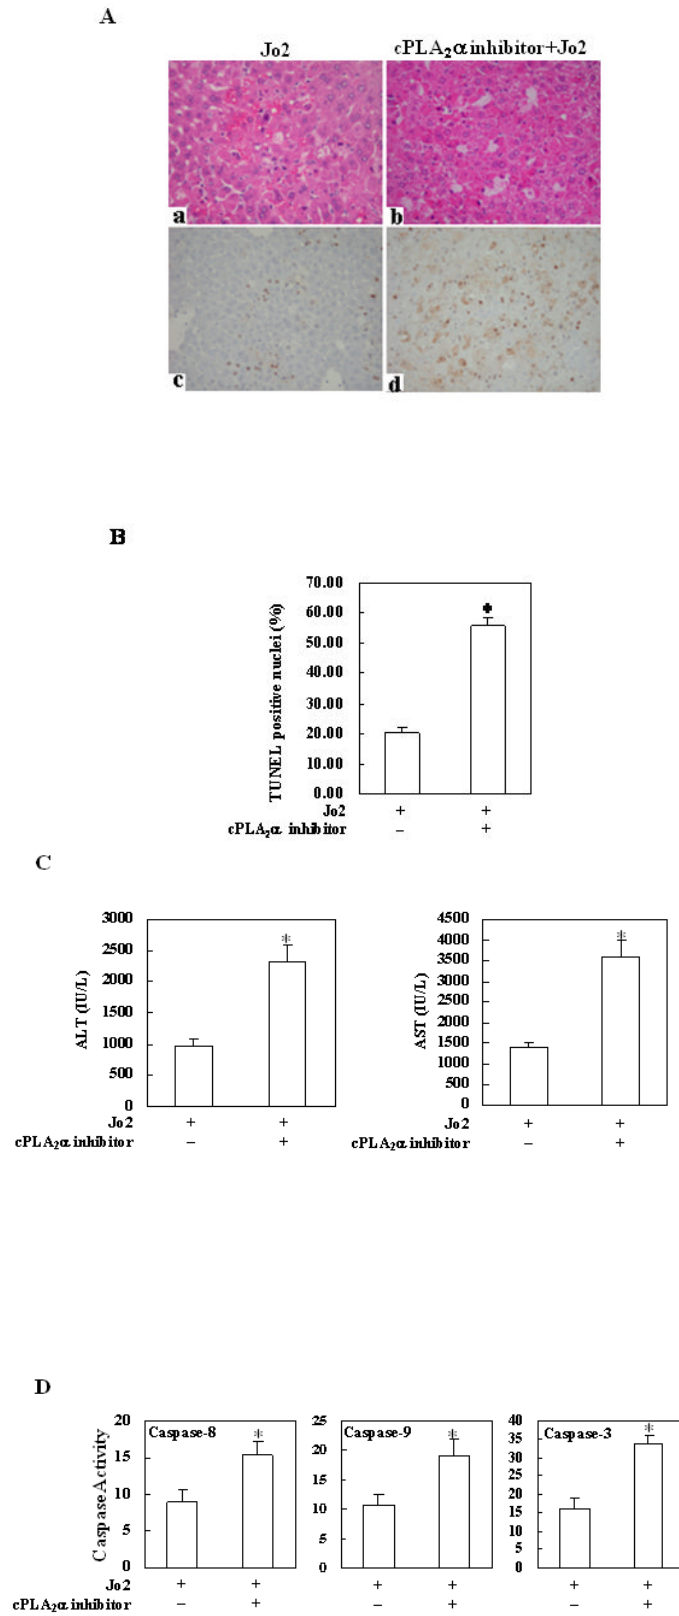 A
Jo2
cPLA₂α inhibitor+Jo2
a
b
c
d
B
TUNEL positive nuclei (%)
70.00
60.00
50.00
40.00
30.00
20.00
10.00
0.00
Jo2 + +
cPLA₂α inhibitor – +
C
ALT (IU/L)
3000
2500
2000
1500
1000
500
0
*
Jo2 + +
cPLA₂α inhibitor – +
AST (IU/L)
4500
4000
3500
3000
2500
2000
1500
1000
500
0
*
Jo2 + +
cPLA₂α inhibitor – +
D
Caspase Activity
20
15
10
5
0
Caspase-8
*
25
20
15
10
5
0
Caspase-9
*
40
35
30
25
20
15
10
5
0
Caspase-3
*
Jo2 + + + + + +
cPLA₂α inhibitor – + – + – +